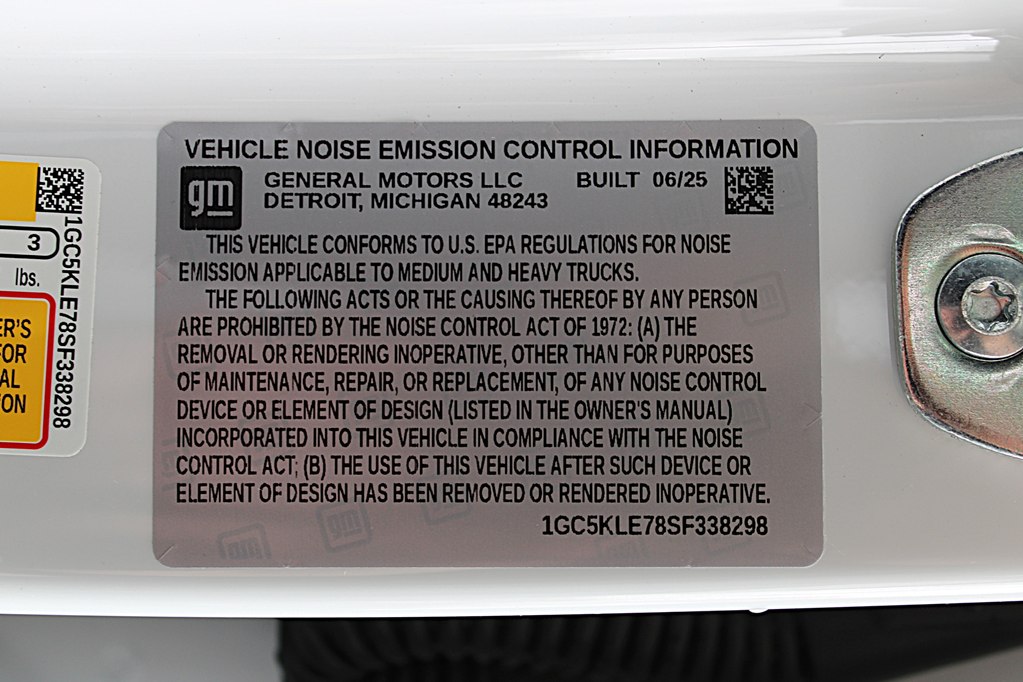 VEHICLE NOISE EMISSION CONTROL INFORMATION
gm
GENERAL MOTORS LLC BUILT 06/25
DETROIT, MICHIGAN 48243
THIS VEHICLE CONFORMS TO U.S. EPA REGULATIONS FOR NOISE
EMISSION APPLICABLE TO MEDIUM AND HEAVY TRUCKS.
THE FOLLOWING ACTS OR THE CAUSING THEREOF BY ANY PERSON
ARE PROHIBITED BY THE NOISE CONTROL ACT OF 1972: (A) THE
REMOVAL OR RENDERING INOPERATIVE, OTHER THAN FOR PURPOSES
OF MAINTENANCE, REPAIR, OR REPLACEMENT, OF ANY NOISE CONTROL
DEVICE OR ELEMENT OF DESIGN (LISTED IN THE OWNER'S MANUAL)
INCORPORATED INTO THIS VEHICLE IN COMPLIANCE WITH THE NOISE
CONTROL ACT; (B) THE USE OF THIS VEHICLE AFTER SUCH DEVICE OR
ELEMENT OF DESIGN HAS BEEN REMOVED OR RENDERED INOPERATIVE.
1GC5KLE78SF338298
1GC5KLE78SF338298
3
lbs.
ER'S
FOR
AL
ON